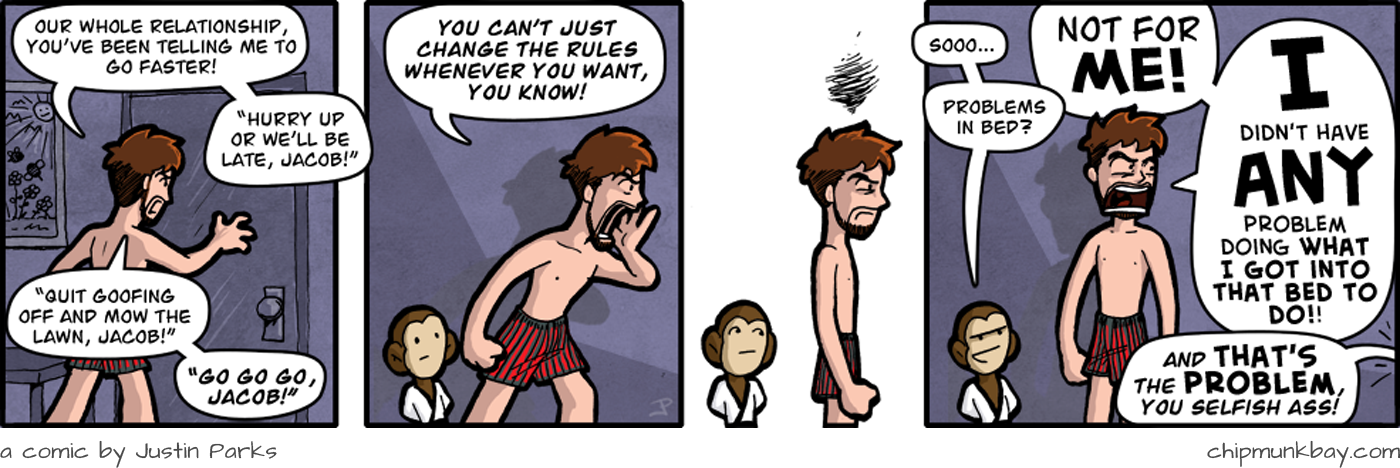 OUR WHOLE RELATIONSHIP,
YOU'VE BEEN TELLING ME TO
GO FASTER!
"HURRY UP
OR WE'LL BE
LATE, JACOB!"
"QUIT GOOFING
OFF AND MOW THE
LAWN, JACOB!"
"GO GO GO,
JACOB!"
YOU CAN'T JUST
CHANGE THE RULES
WHENEVER YOU WANT,
YOU KNOW!
JP
SOOO...
PROBLEMS
IN BED?
NOT FOR
ME!
I
DIDN'T HAVE
ANY
PROBLEM
DOING WHAT
I GOT INTO
THAT BED TO
DO!!
AND THAT'S
THE PROBLEM,
YOU SELFISH ASS!
a comic by Justin Parks
chipmunkbay.com